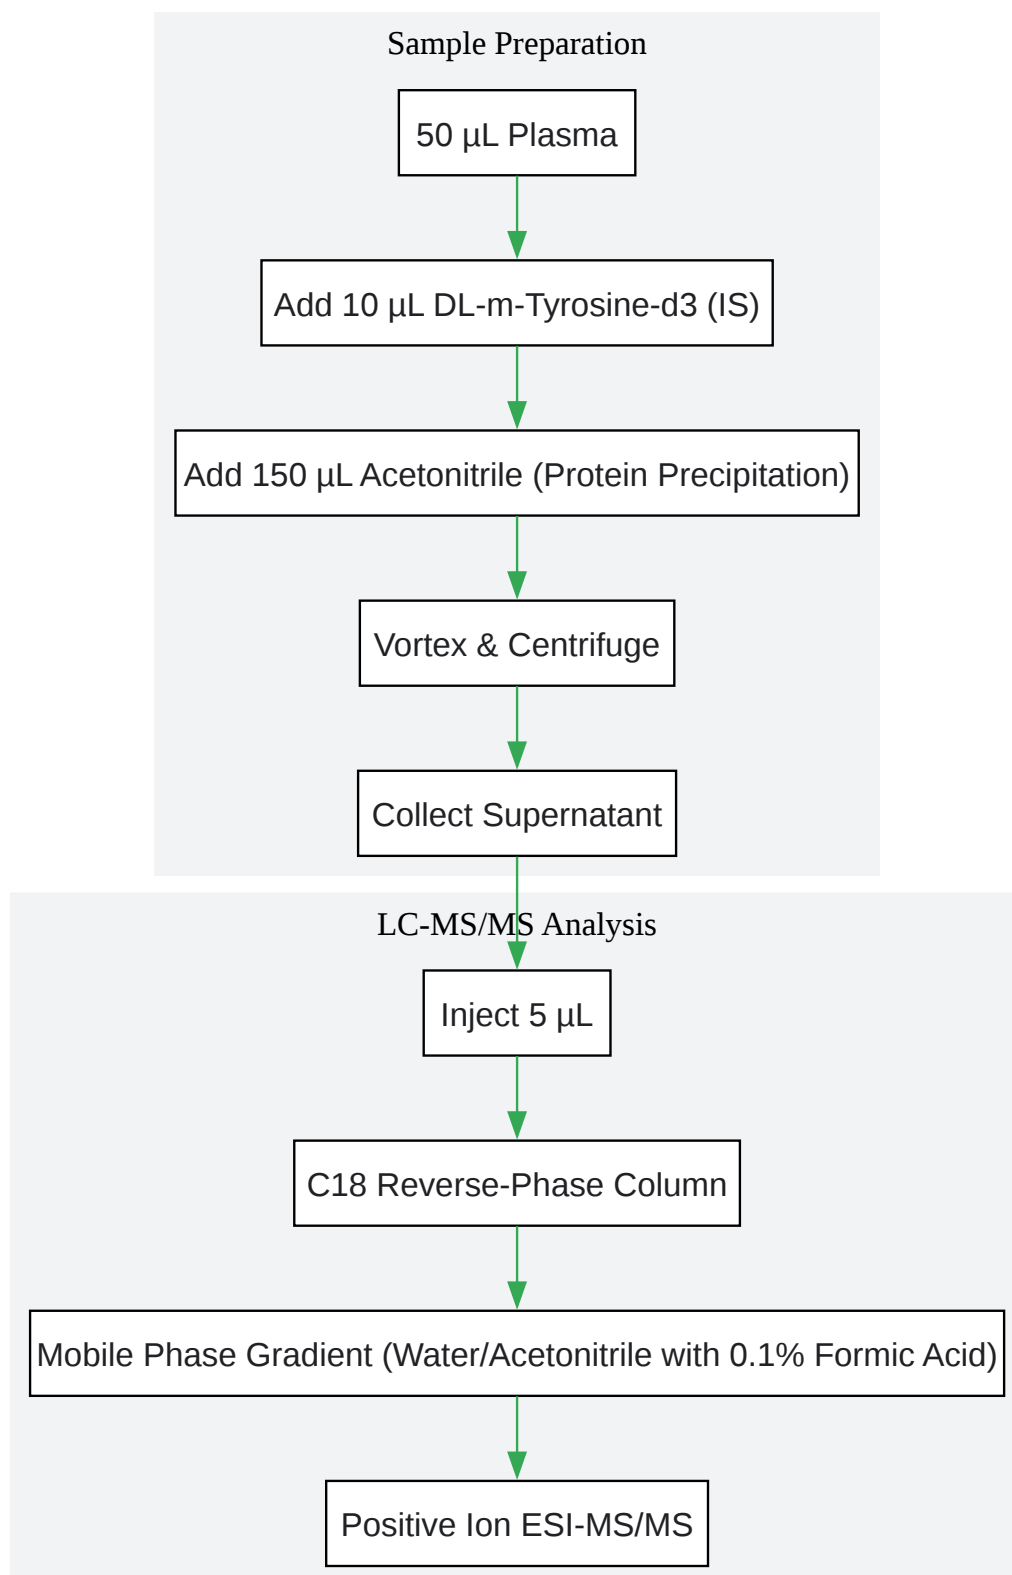 Sample Preparation
50 µL Plasma
Add 10 µL DL-m-Tyrosine-d3 (IS)
Add 150 µL Acetonitrile (Protein Precipitation)
Vortex & Centrifuge
Collect Supernatant
LC-MS/MS Analysis
Inject 5 µL
C18 Reverse-Phase Column
Mobile Phase Gradient (Water/Acetonitrile with 0.1% Formic Acid)
Positive Ion ESI-MS/MS